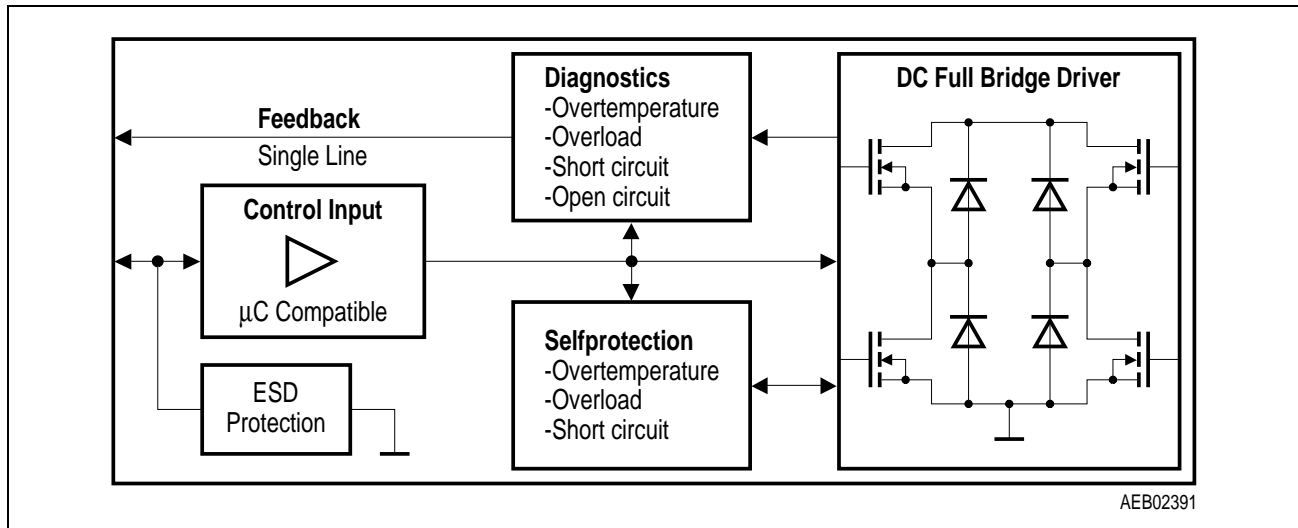 Feedback
Single Line
Control Input
µC Compatible
ESD
Protection
Diagnostics
-Overtemperature
-Overload
-Short circuit
-Open circuit
Selfprotection
-Overtemperature
-Overload
-Short circuit
DC Full Bridge Driver
AEB02391